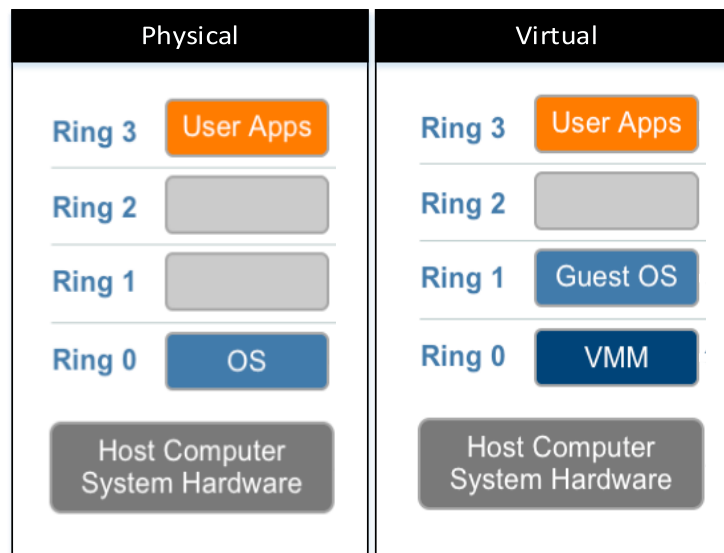 Physical
Ring 3
User Apps
Ring 2
Ring 1
Ring 0
OS
Host Computer
System Hardware
Virtual
Ring 3
User Apps
Ring 2
Ring 1
Guest OS
Ring 0
VMM
Host Computer
System Hardware